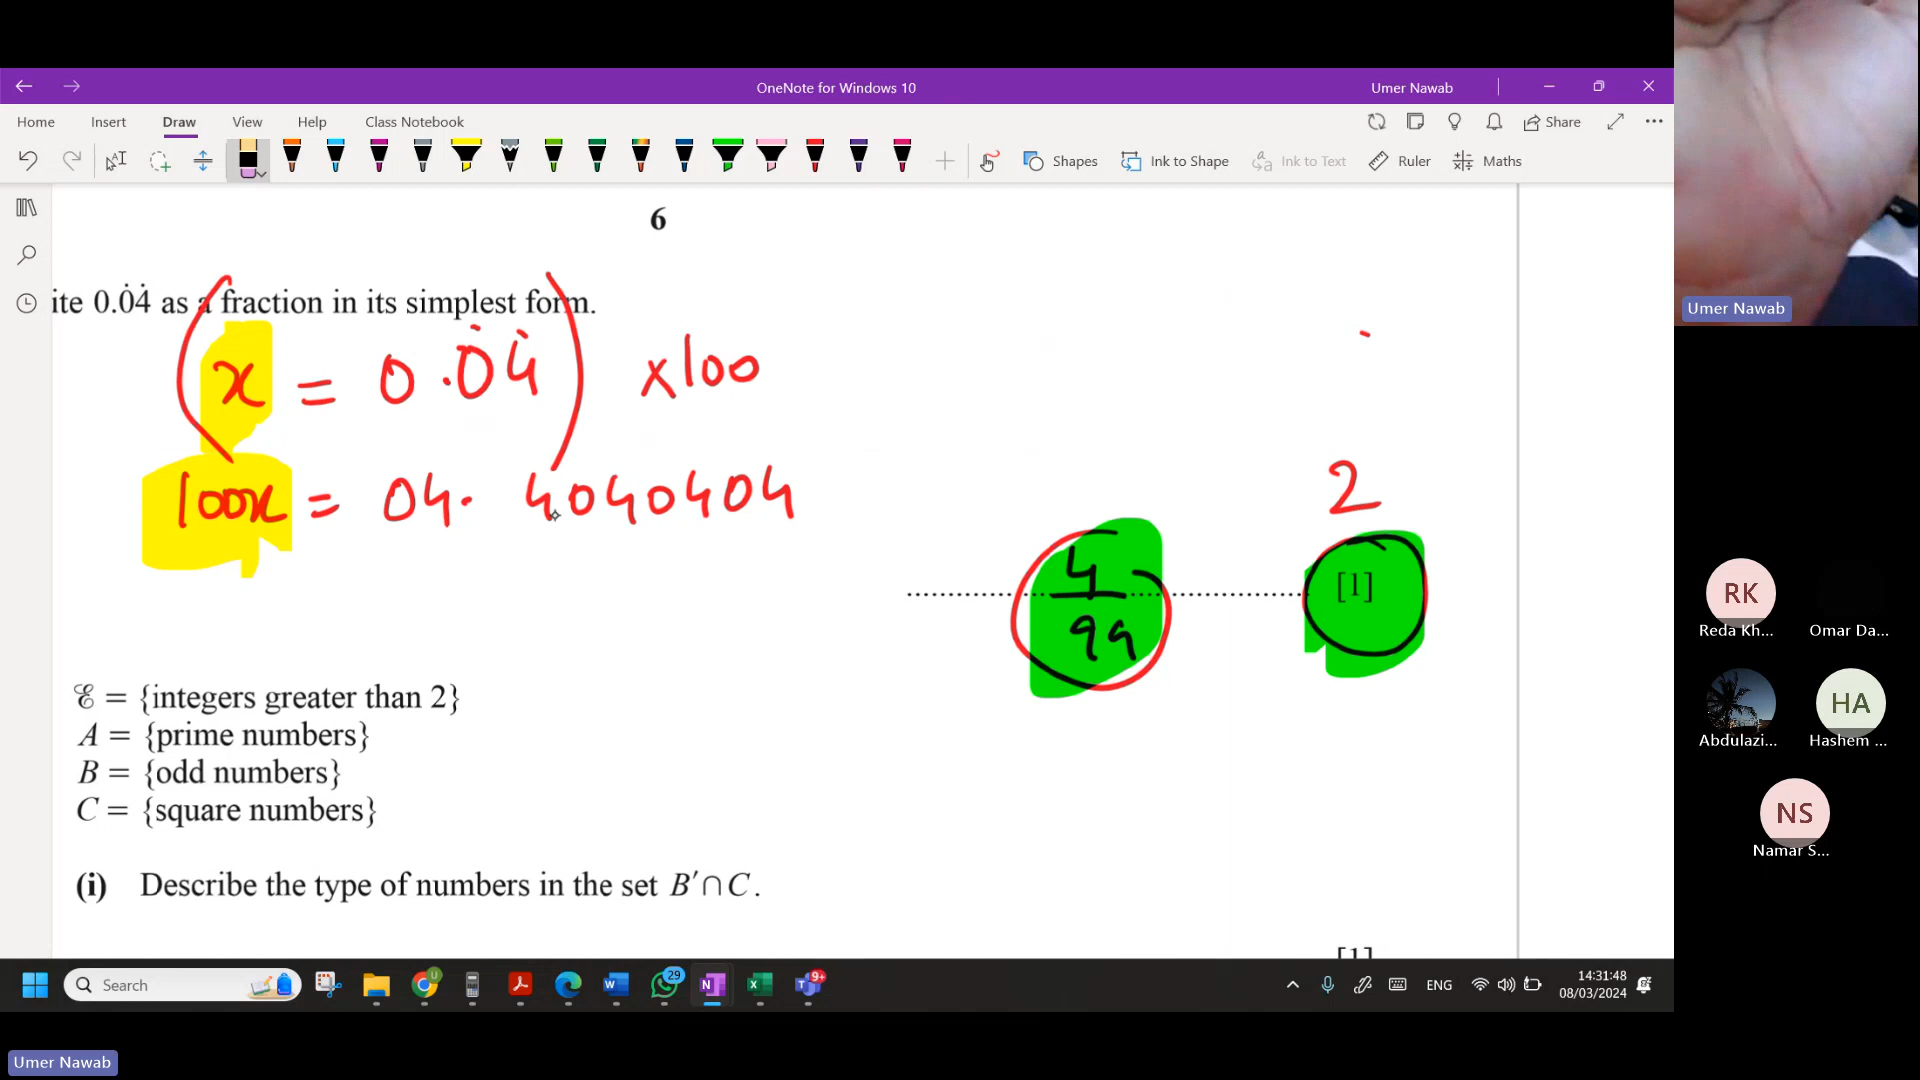 OneNote for Windows 10
Umer Nawab
Home Insert Draw View Help Class Notebook
Share
Shapes Ink to Shape Ink to Text Ruler Maths
6
ite 0.0̇4̇ as a fraction in its simplest form.
x = 0.0̇4̇ x100
100x = 04. 4040404
2
4
99
[1]
ℰ = {integers greater than 2}
A = {prime numbers}
B = {odd numbers}
C = {square numbers}
(i) Describe the type of numbers in the set B′∩C.
[1]
Umer Nawab
RK
Reda Kh...
Omar Da...
Abdulazi...
HA
Hashem ...
NS
Namar S...
Search
29
9+
ENG
14:31:48
08/03/2024
Umer Nawab